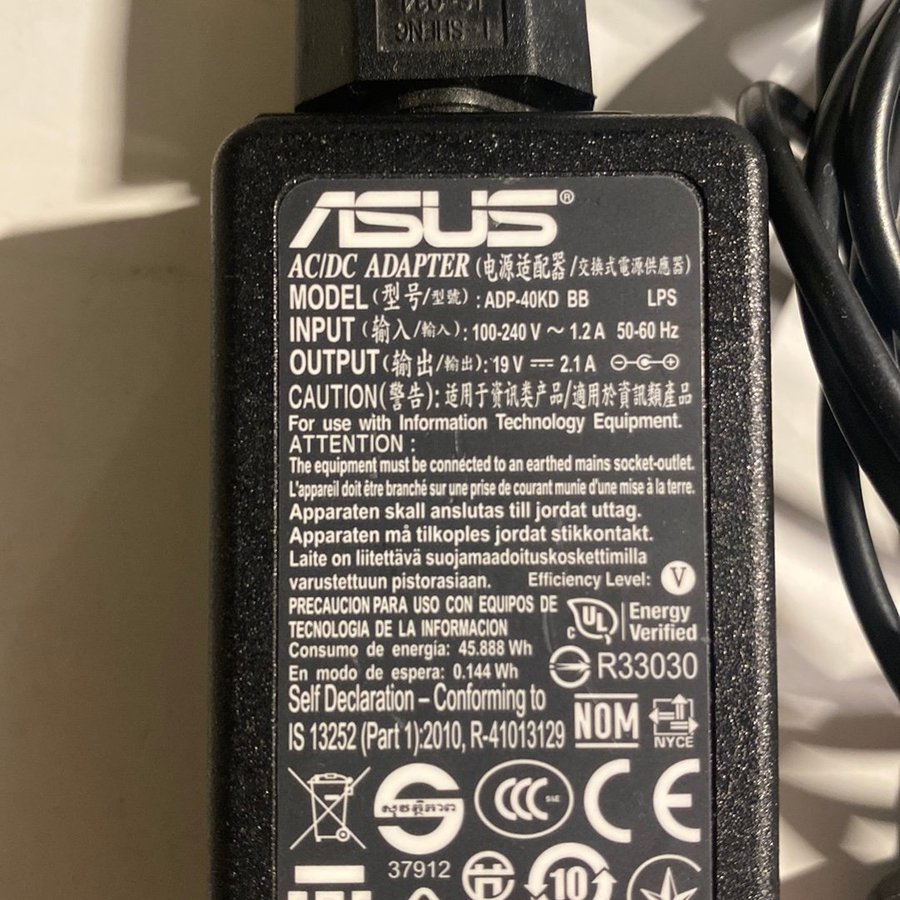 I-SHENG
ASUS®
AC/DC ADAPTER (电源适配器/交換式電源供應器)
MODEL (型号/型號) : ADP-40KD BB LPS
INPUT (输入/輸入) : 100-240 V ~ 1.2 A 50-60 Hz
OUTPUT (输出/輸出): 19 V ⎓ 2.1 A
CAUTION(警告): 适用于资讯类产品/適用於資訊類產品
For use with Information Technology Equipment.
ATTENTION :
The equipment must be connected to an earthed mains socket-outlet.
L'appareil doit être branché sur une prise de courant munie d'une mise à la terre.
Apparaten skall anslutas till jordat uttag.
Apparaten må tilkoples jordat stikkontakt.
Laite on liitettävä suojamaadoituskoskettimilla
varustettuun pistorasiaan. Efficiency Level: V
PRECAUCION PARA USO CON EQUIPOS DE
TECNOLOGIA DE LA INFORMACION
c UL Energy Verified
Consumo de energía: 45.888 Wh
En modo de espera: 0.144 Wh
R33030
Self Declaration – Conforming to
IS 13252 (Part 1):2010, R-41013129
NOM
NYCE
CCC
CE
37912
10